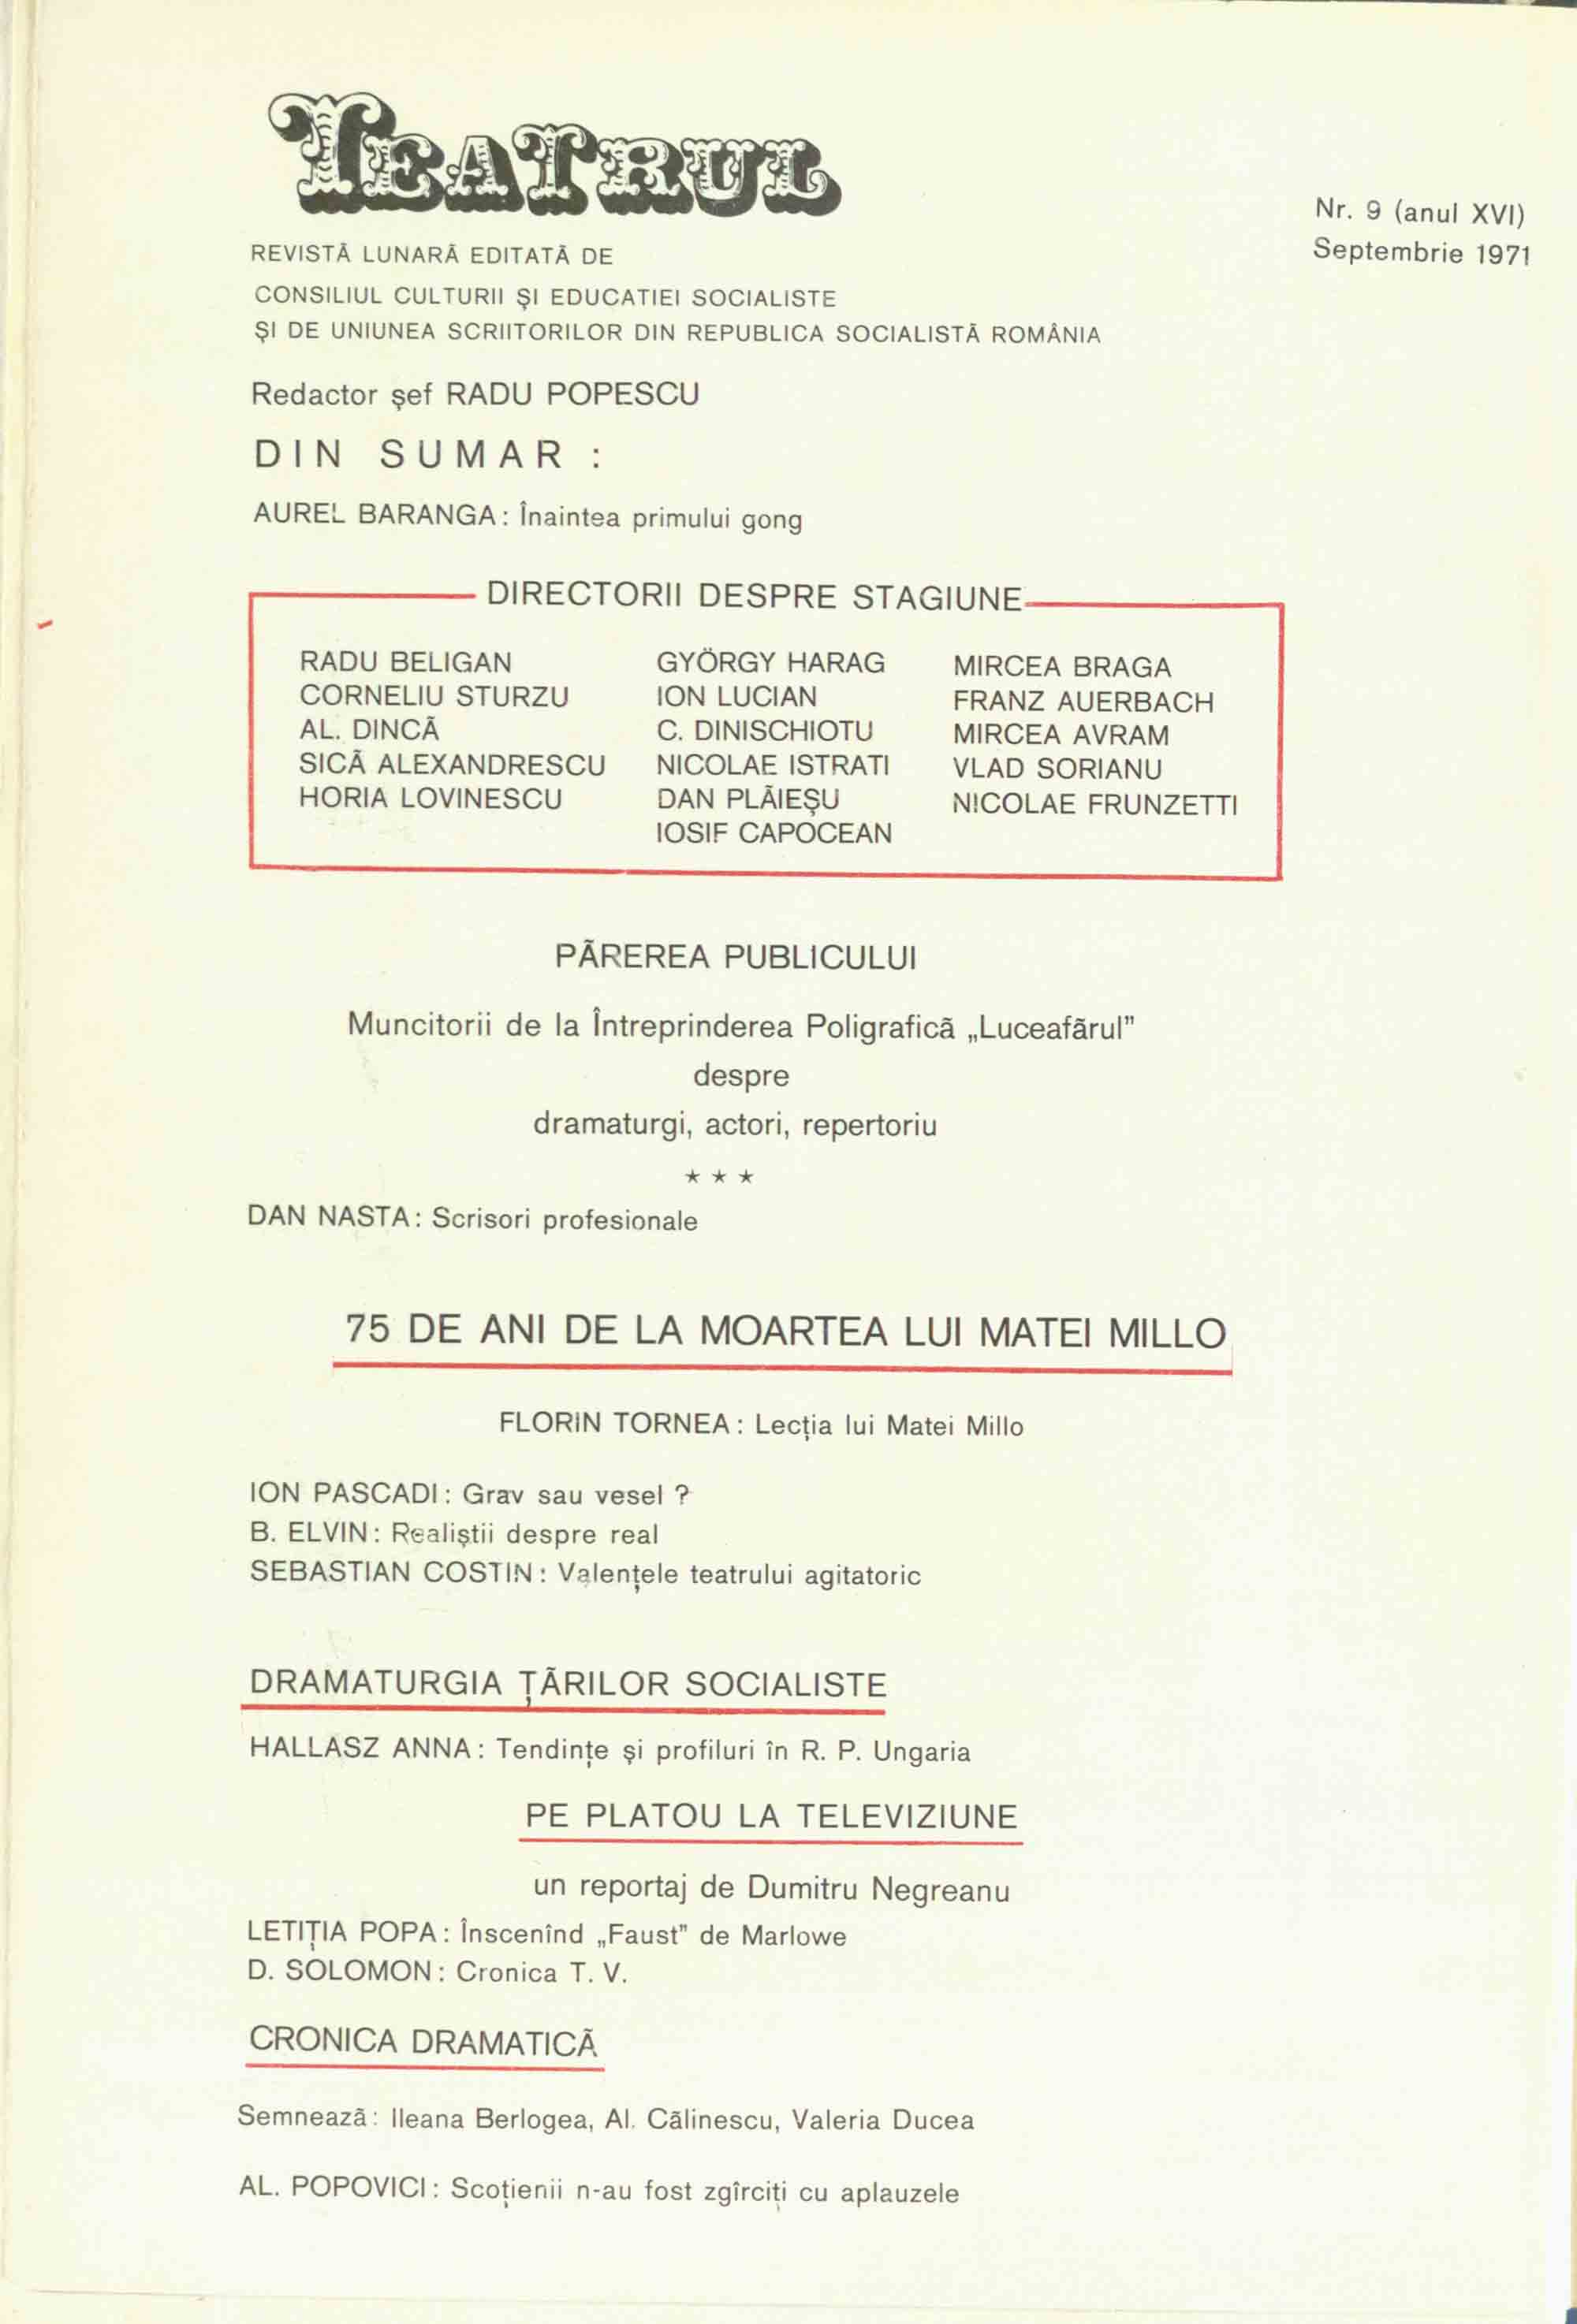 TEATRUL
Nr. 9 (anul XVI)
Septembrie 1971
REVISTĂ LUNARĂ EDITATĂ DE
CONSILIUL CULTURII ȘI EDUCATIEI SOCIALISTE
ȘI DE UNIUNEA SCRIITORILOR DIN REPUBLICA SOCIALISTĂ ROMÂNIA
Redactor șef RADU POPESCU
DIN SUMAR :
AUREL BARANGA : Înaintea primului gong
DIRECTORII DESPRE STAGIUNE
RADU BELIGAN
CORNELIU STURZU
AL. DINCĂ
SICĂ ALEXANDRESCU
HORIA LOVINESCU
GYÖRGY HARAG
ION LUCIAN
C. DINISCHIOTU
NICOLAE ISTRATI
DAN PLĂIEȘU
IOSIF CAPOCEAN
MIRCEA BRAGA
FRANZ AUERBACH
MIRCEA AVRAM
VLAD SORIANU
NICOLAE FRUNZETTI
PĂREREA PUBLICULUI
Muncitorii de la Întreprinderea Poligrafică „Luceafărul”
despre
dramaturgi, actori, repertoriu
★ ★ ★
DAN NASTA : Scrisori profesionale
75 DE ANI DE LA MOARTEA LUI MATEI MILLO
FLORIN TORNEA : Lecția lui Matei Millo
ION PASCADI : Grav sau vesel ?
B. ELVIN : Realiștii despre real
SEBASTIAN COSTIN : Valențele teatrului agitatoric
DRAMATURGIA ȚĂRILOR SOCIALISTE
HALLASZ ANNA : Tendințe și profiluri în R. P. Ungaria
PE PLATOU LA TELEVIZIUNE
un reportaj de Dumitru Negreanu
LETIȚIA POPA : Înscenînd „Faust” de Marlowe
D. SOLOMON : Cronica T. V.
CRONICA DRAMATICĂ
Semnează : Ileana Berlogea, Al. Călinescu, Valeria Ducea
AL. POPOVICI : Scoțienii n-au fost zgîrciți cu aplauzele